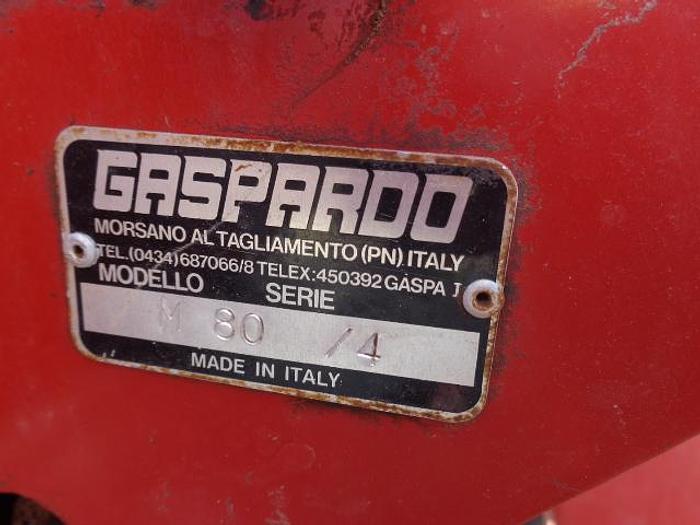 GASPARDO
MORSANO AL TAGLIAMENTO (PN) ITALY
TEL.(0434)687066/8 TELEX:450392 GASPA I
MODELLO SERIE
M 80 /4
MADE IN ITALY